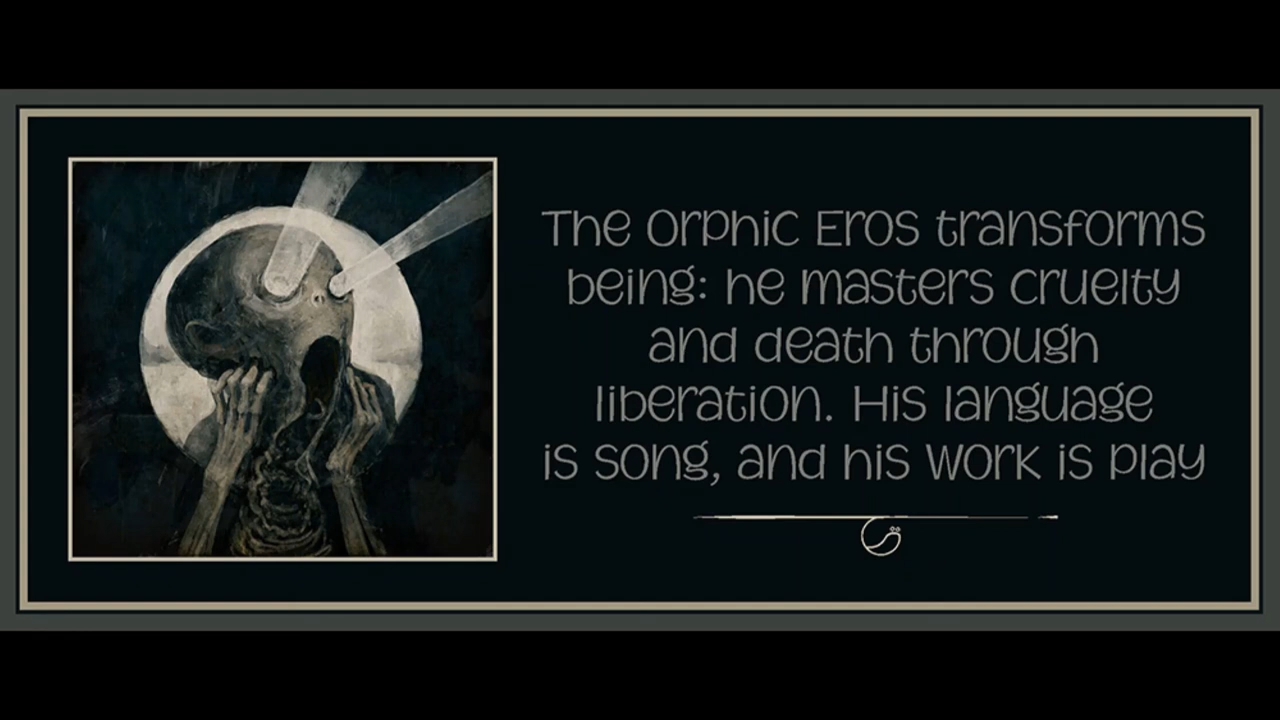 The Orphic Eros transforms
being: he masters cruelty
and death through
liberation. His language
is song, and his work is play